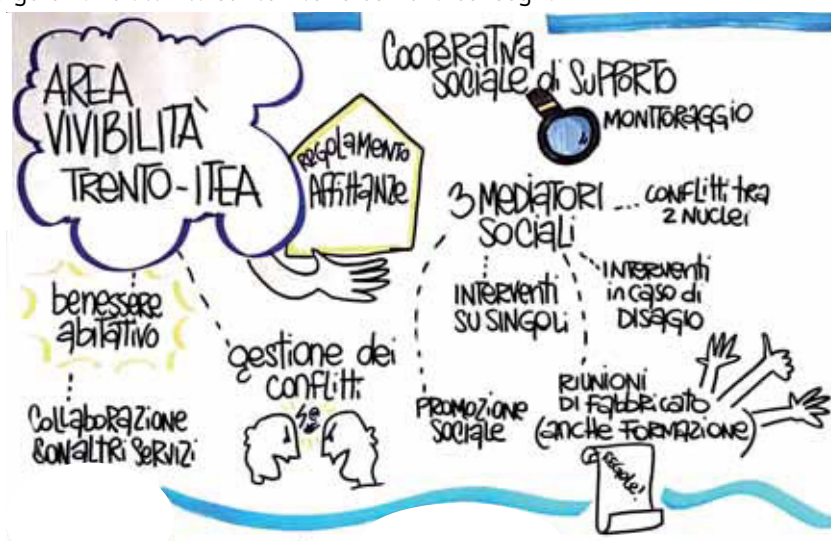 AREA
VIVIBILITÀ
TRENTO-ITEA
REGOLAMENTO
AFFITTANZE
COOPERATIVA
SOCIALE di SUPPORTO
MONITORAGGIO
3 MEDIATORI
SOCIALI
CONFLITTI tra
2 NUCLEI
INTERVENTI
SU SINGOLI
INTERVENTI
in CASO di
DISAGIO
benessere
abitativo
gestione dei
conflitti
COLLABORAZIONE
CON ALTRI SERVIZI
PROMOZIONE
SOCIALE
RIUNIONI
DI FABBRICATO
(anche FORMAZIONE)
REGOLE!